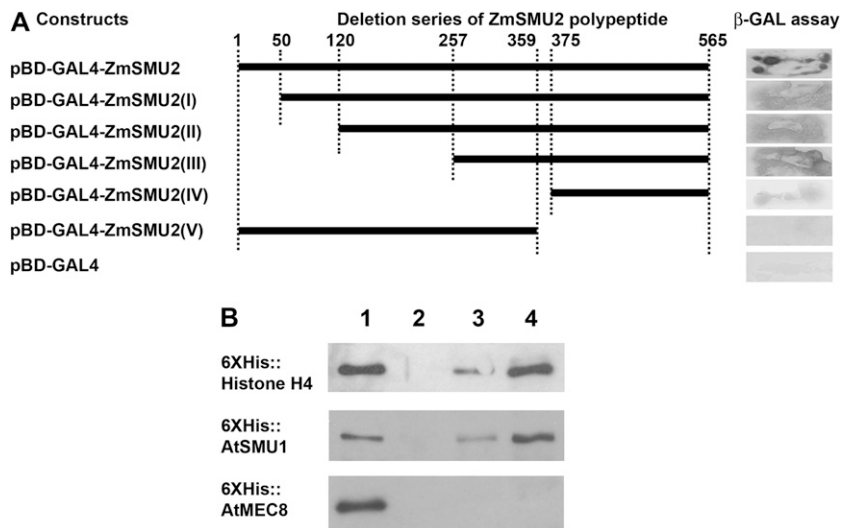 A Constructs Deletion series of ZmSMU2 polypeptide β-GAL assay
1 50 120 257 359 375 565
pBD-GAL4-ZmSMU2
pBD-GAL4-ZmSMU2(I)
pBD-GAL4-ZmSMU2(II)
pBD-GAL4-ZmSMU2(III)
pBD-GAL4-ZmSMU2(IV)
pBD-GAL4-ZmSMU2(V)
pBD-GAL4
B 1 2 3 4
6XHis::
Histone H4
6XHis::
AtSMU1
6XHis::
AtMEC8